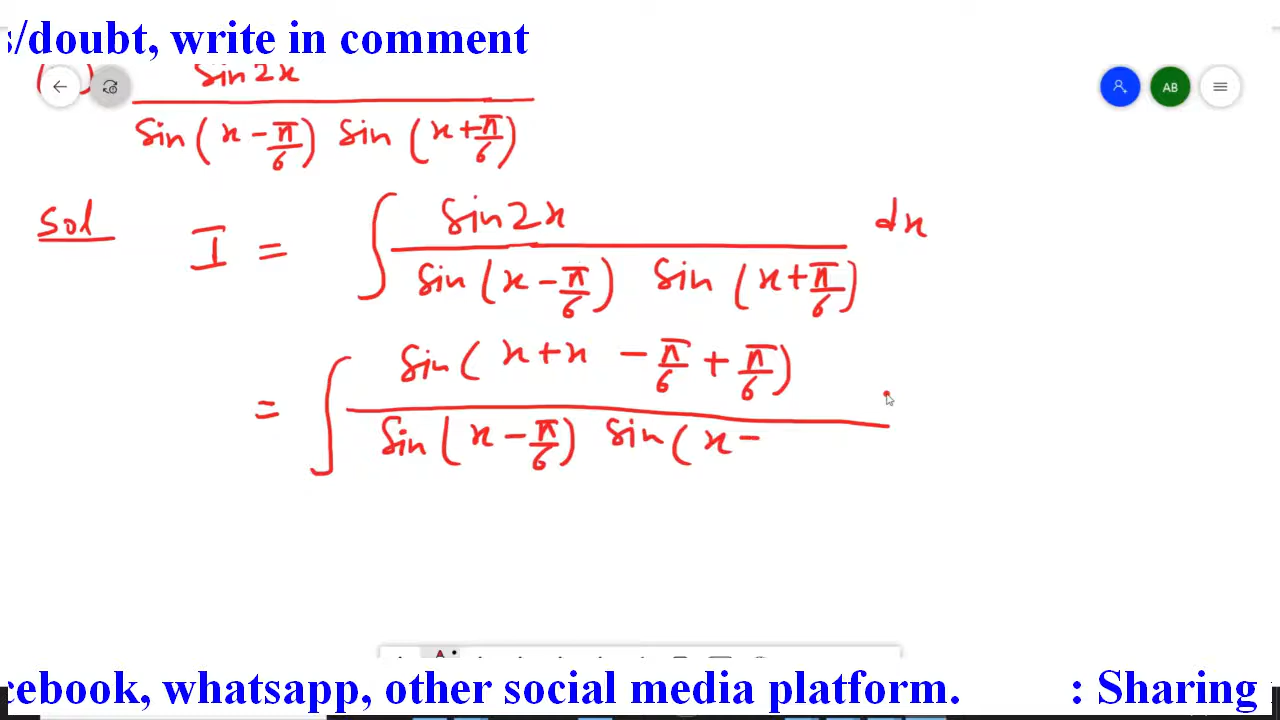 s/doubt, write in comment
AB
sin 2x
sin(x - π/6) sin(x + π/6)
Sol
I = ∫ sin 2x / sin(x - π/6) sin(x + π/6) dx
= ∫ sin(x + x - π/6 + π/6) / sin(x - π/6) sin(x -
cebook, whatsapp, other social media platform. : Sharing